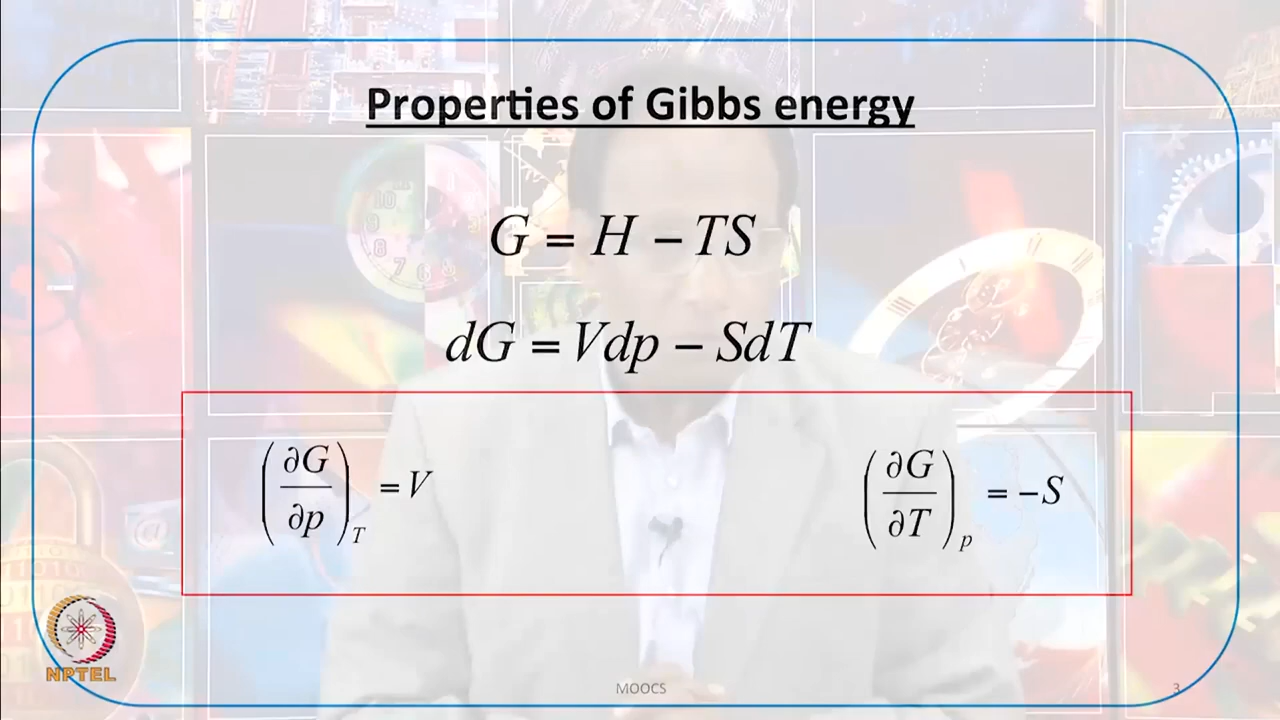 Properties of Gibbs energy
G = H − TS
dG = Vdp − SdT
(∂G/∂p)_T = V
(∂G/∂T)_p = −S
NPTEL
MOOCS
3